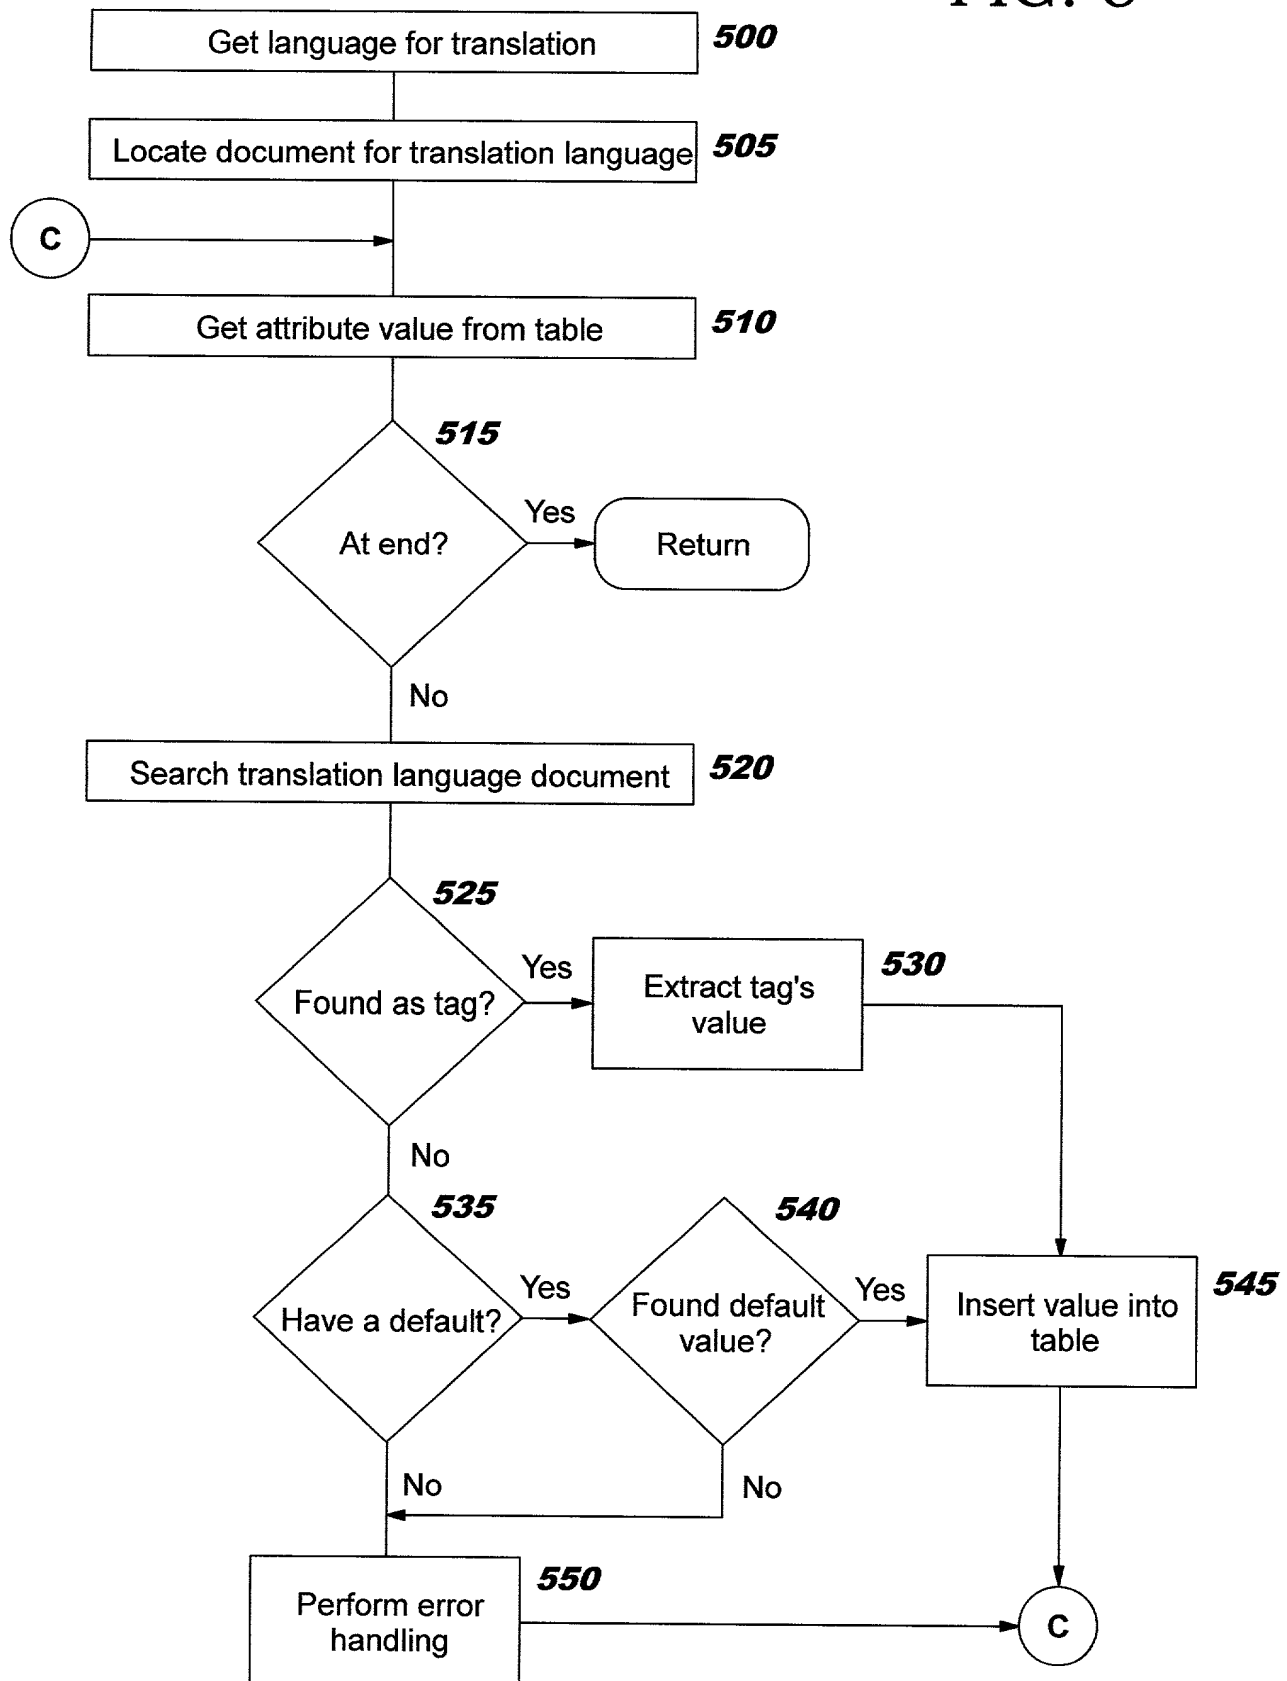 Get language for translation
500
Locate document for translation language
505
C
Get attribute value from table
510
515
At end?
Yes
Return
No
Search translation language document
520
525
Found as tag?
Yes
Extract tag's
value
530
No
535
Have a default?
Yes
540
Found default
value?
Yes
Insert value into
table
545
No
No
550
Perform error
handling
C